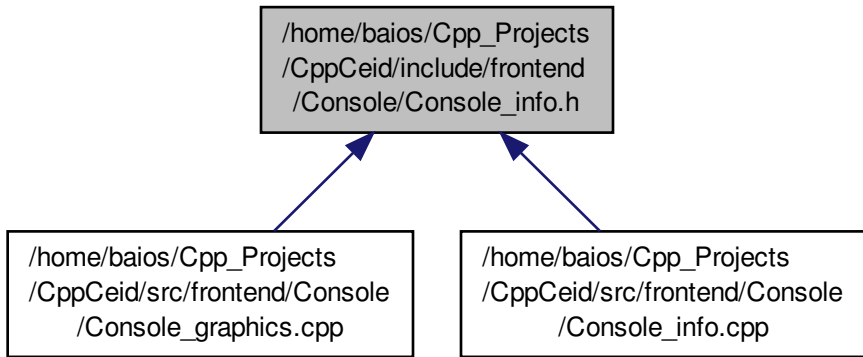 /home/baios/Cpp_Projects
/CppCeid/include/frontend
/Console/Console_info.h
/home/baios/Cpp_Projects
/CppCeid/src/frontend/Console
/Console_graphics.cpp
/home/baios/Cpp_Projects
/CppCeid/src/frontend/Console
/Console_info.cpp